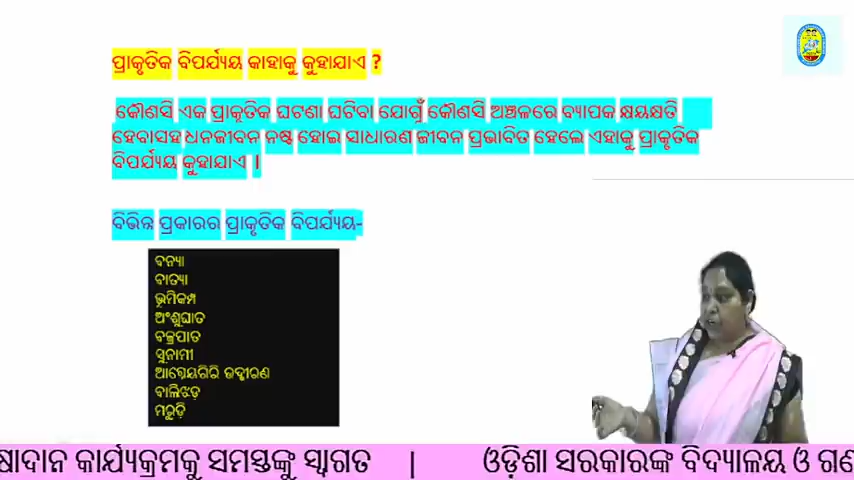 ପ୍ରାକୃତିକ ବିପର୍ଯ୍ୟୟ କାହାକୁ କୁହାଯାଏ ?
କୌଣସି ଏକ ପ୍ରାକୃତିକ ଘଟଣା ଘଟିବା ଯୋଗୁଁ କୌଣସି ଅଞ୍ଚଳରେ ବ୍ୟାପକ କ୍ଷୟକ୍ଷତି
ହେବାସହ ଧନଜୀବନ ନଷ୍ଟ ହୋଇ ସାଧାରଣ ଜୀବନ ପ୍ରଭାବିତ ହେଲେ ଏହାକୁ ପ୍ରାକୃତିକ
ବିପର୍ଯ୍ୟୟ କୁହାଯାଏ ।
ବିଭିନ୍ନ ପ୍ରକାରର ପ୍ରାକୃତିକ ବିପର୍ଯ୍ୟୟ-
ବନ୍ୟା
ବାତ୍ୟା
ଭୂମିକମ୍ପ
ଅଂଶୁଘାତ
ବଜ୍ରପାତ
ସୁନାମୀ
ଆଗ୍ନେୟଗିରି ଉଦ୍ଗୀରଣ
ବାଲିଝଡ଼
ମରୁଡ଼ି
ଷାଦାନ କାର୍ଯ୍ୟକ୍ରମକୁ ସମସ୍ତଙ୍କୁ ସ୍ୱାଗତ | ଓଡ଼ିଶା ସରକାରଙ୍କ ବିଦ୍ୟାଳୟ ଓ ଗଣ